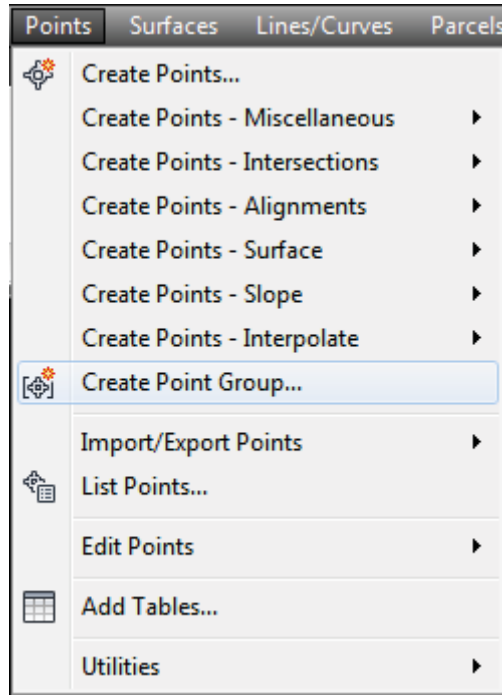 Points Surfaces Lines/Curves Parcels
Create Points...
Create Points - Miscellaneous
Create Points - Intersections
Create Points - Alignments
Create Points - Surface
Create Points - Slope
Create Points - Interpolate
Create Point Group...
Import/Export Points
List Points...
Edit Points
Add Tables...
Utilities